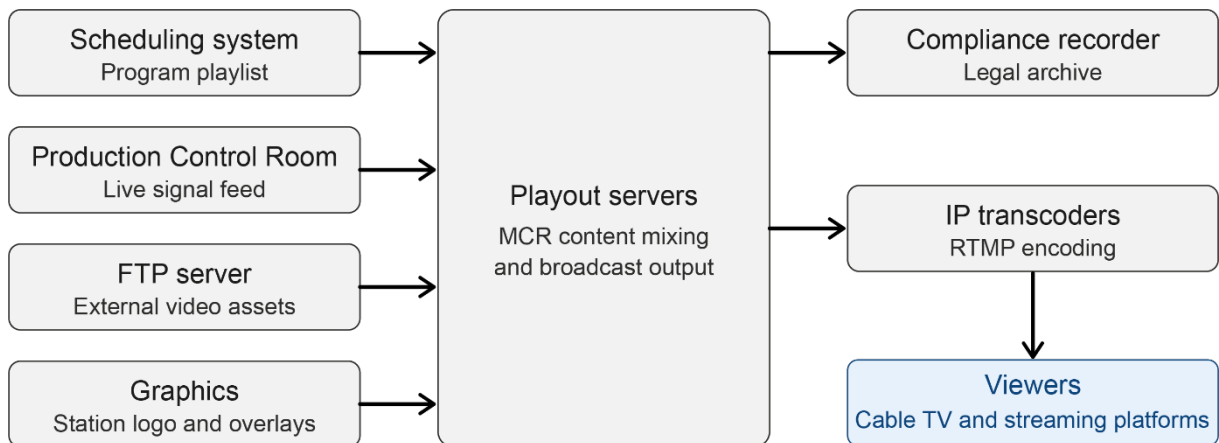 Scheduling system
Program playlist
Production Control Room
Live signal feed
FTP server
External video assets
Graphics
Station logo and overlays
Playout servers
MCR content mixing
and broadcast output
Compliance recorder
Legal archive
IP transcoders
RTMP encoding
Viewers
Cable TV and streaming platforms